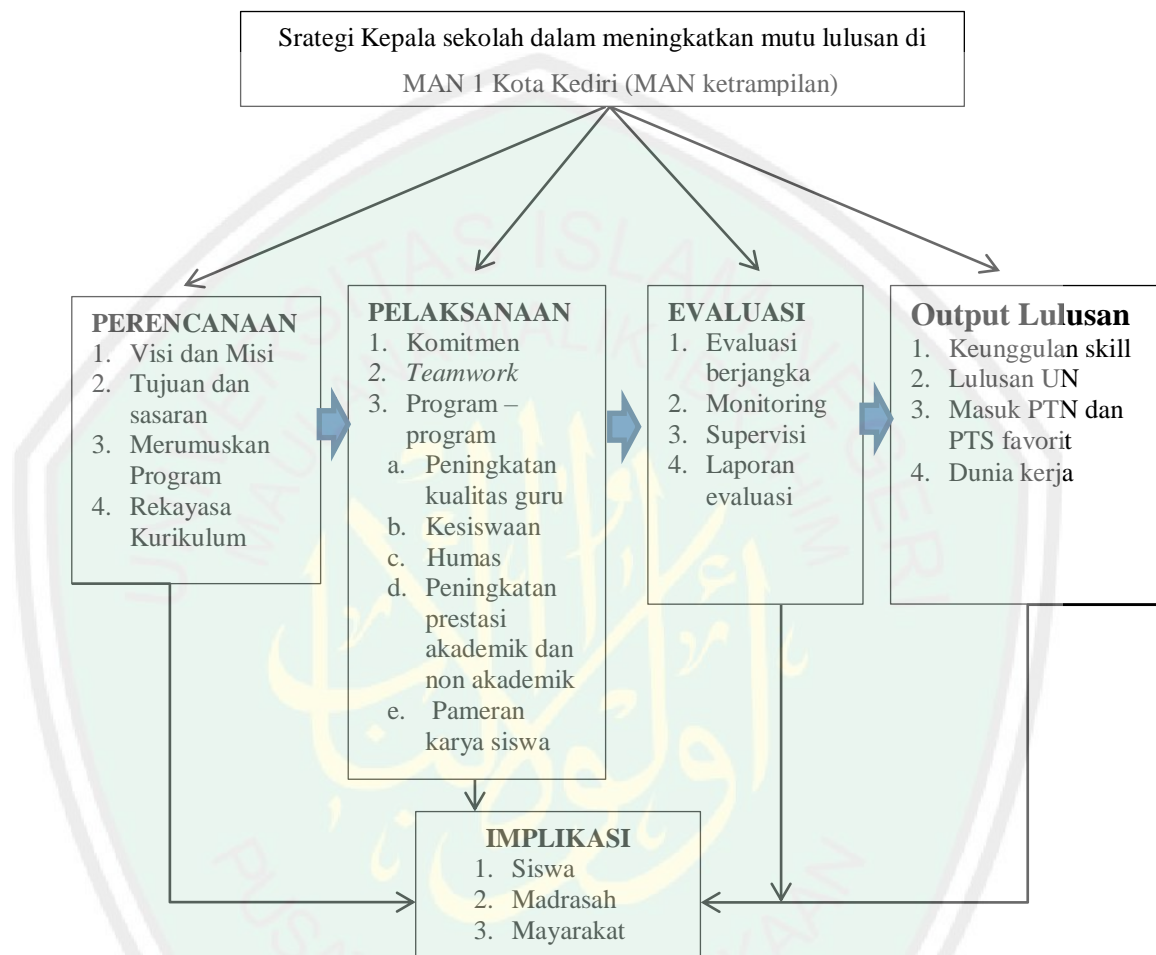 Srategi Kepala sekolah dalam meningkatkan mutu lulusan di
MAN 1 Kota Kediri (MAN ketrampilan)
PERENCANAAN
1. Visi dan Misi
2. Tujuan dan
sasaran
3. Merumuskan
Program
4. Rekayasa
Kurikulum
PELAKSANAAN
1. Komitmen
2. Teamwork
3. Program –
program
a. Peningkatan
kualitas guru
b. Kesiswaan
c. Humas
d. Peningkatan
prestasi
akademik dan
non akademik
e. Pameran
karya siswa
EVALUASI
1. Evaluasi
berjangka
2. Monitoring
3. Supervisi
4. Laporan
evaluasi
Output Lulusan
1. Keunggulan skill
2. Lulusan UN
3. Masuk PTN dan
PTS favorit
4. Dunia kerja
IMPLIKASI
1. Siswa
2. Madrasah
3. Mayarakat